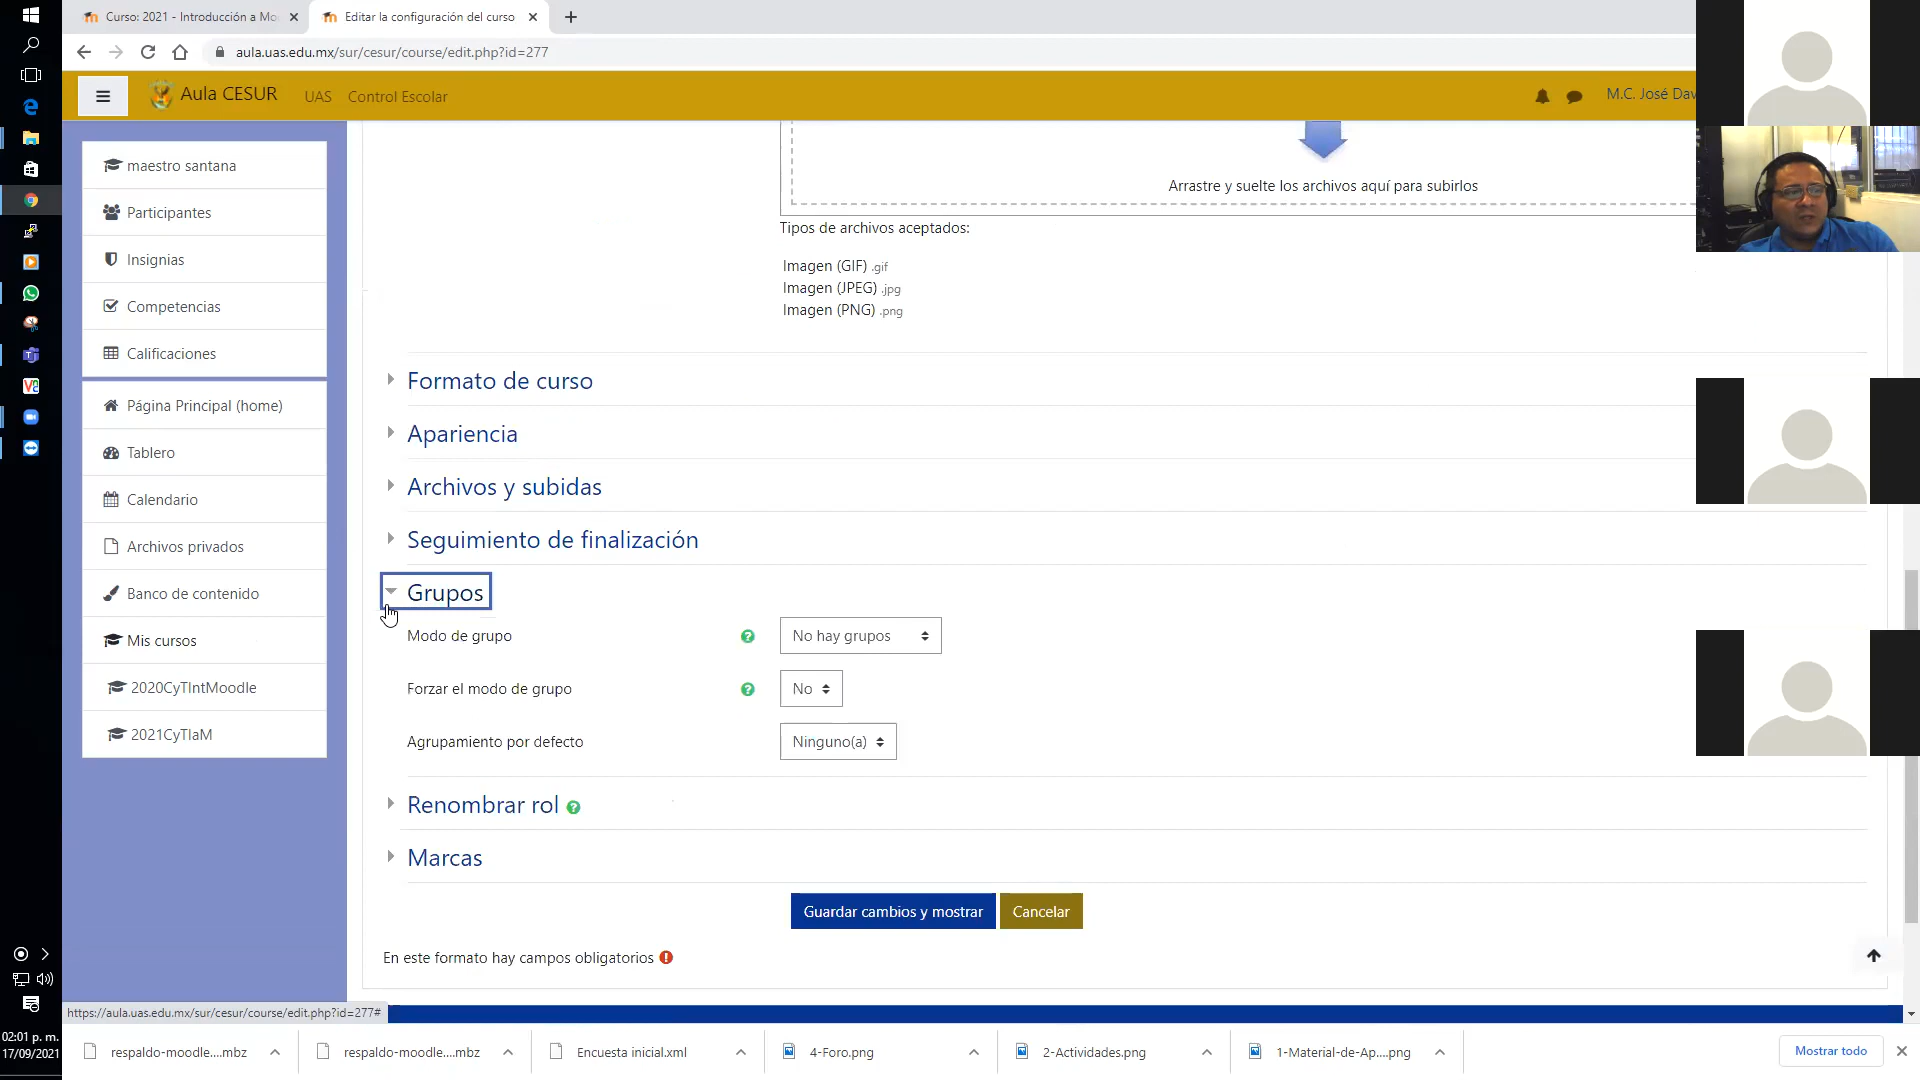 Curso: 2021 - Introducción a Mo
Editar la configuración del curso
aula.uas.edu.mx/sur/cesur/course/edit.php?id=277
Aula CESUR
UAS
Control Escolar
M.C. José Dav
maestro santana
Participantes
Insignias
Competencias
Calificaciones
Página Principal (home)
Tablero
Calendario
Archivos privados
Banco de contenido
Mis cursos
2020CyTIntMoodle
2021CyTIaM
Arrastre y suelte los archivos aquí para subirlos
Tipos de archivos aceptados:
Imagen (GIF) .gif
Imagen (JPEG) .jpg
Imagen (PNG) .png
Formato de curso
Apariencia
Archivos y subidas
Seguimiento de finalización
Grupos
Modo de grupo
No hay grupos
Forzar el modo de grupo
No
Agrupamiento por defecto
Ninguno(a)
Renombrar rol
Marcas
Guardar cambios y mostrar
Cancelar
En este formato hay campos obligatorios
https://aula.uas.edu.mx/sur/cesur/course/edit.php?id=277#
02:01 p. m.
17/09/2021
respaldo-moodle....mbz
respaldo-moodle....mbz
Encuesta inicial.xml
4-Foro.png
2-Actividades.png
1-Material-de-Ap....png
Mostrar todo